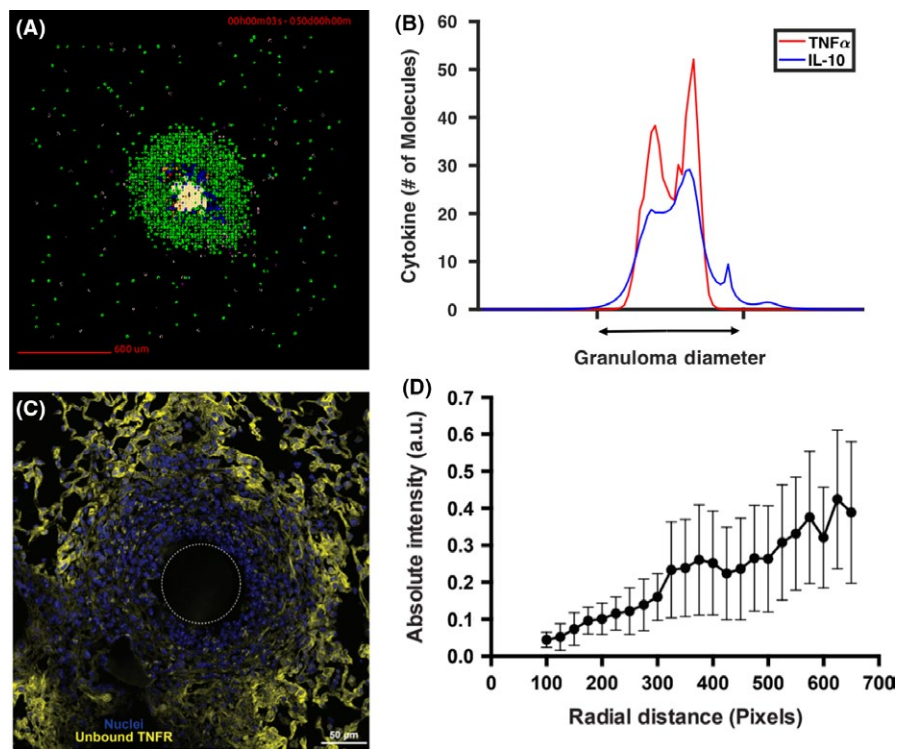 (A)
00h00m03s - 050d00h00m
600 um
(B)
60
50
40
30
20
10
0
Cytokine (# of Molecules)
TNFα
IL-10
Granuloma diameter
(C)
Nuclei
Unbound TNFR
50 µm
(D)
0.7
0.6
0.5
0.4
0.3
0.2
0.1
0.0
Absolute intensity (a.u.)
0 100 200 300 400 500 600 700
Radial distance (Pixels)